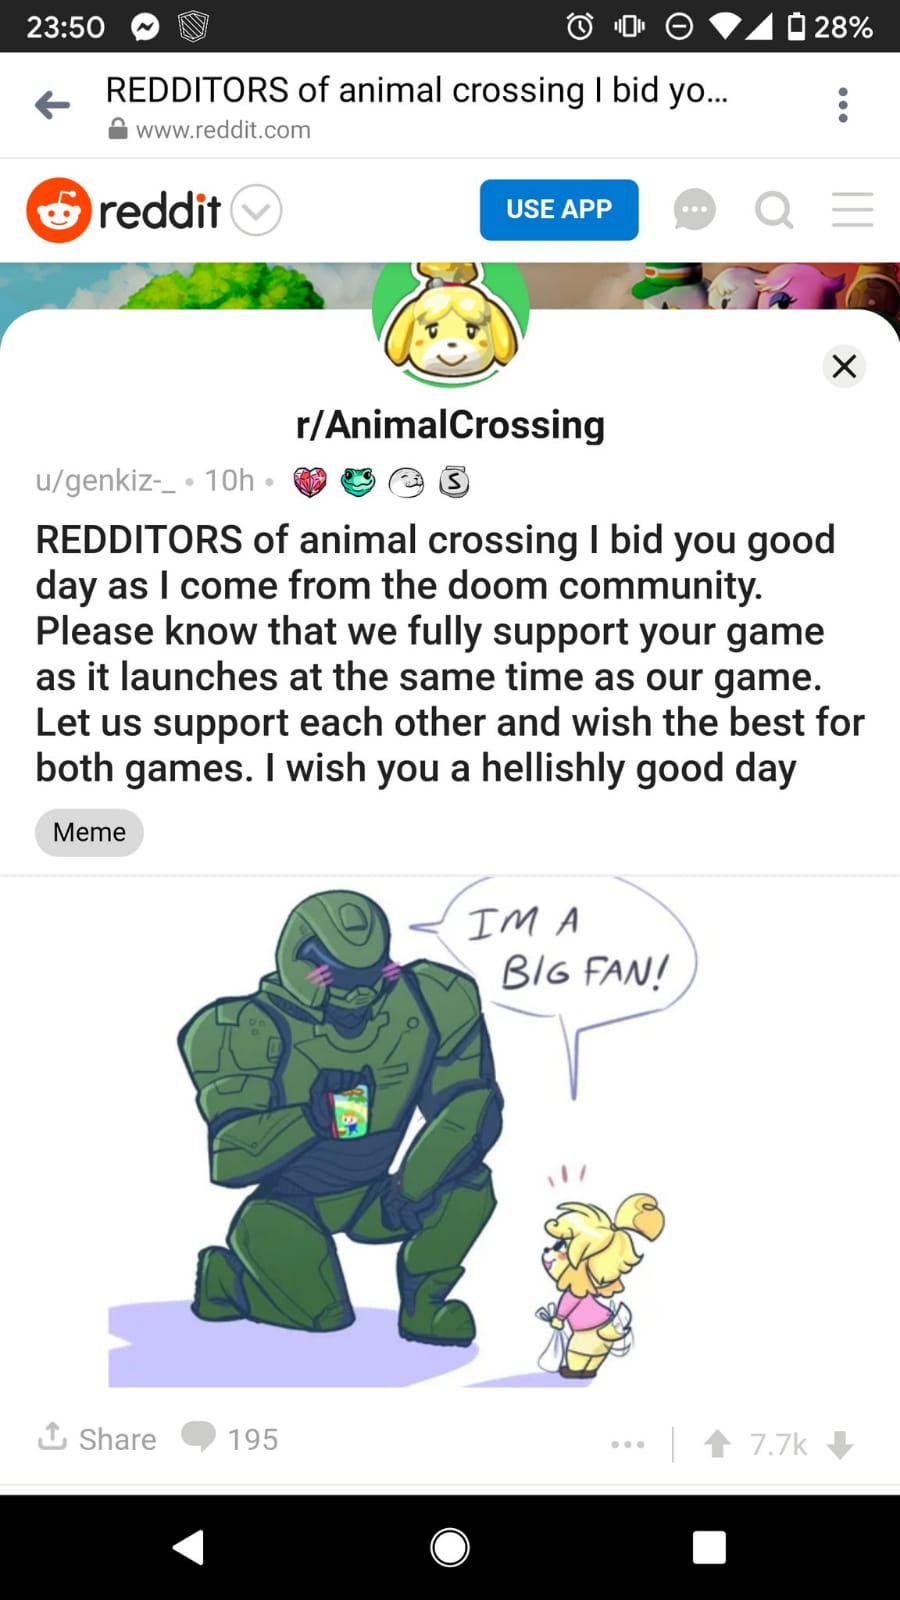 23:50 28%
REDDITORS of animal crossing I bid yo...
www.reddit.com
reddit USE APP
r/AnimalCrossing
u/genkiz-_ • 10h •
REDDITORS of animal crossing I bid you good
day as I come from the doom community.
Please know that we fully support your game
as it launches at the same time as our game.
Let us support each other and wish the best for
both games. I wish you a hellishly good day
Meme
IM A
BIG FAN!
Share 195 7.7k